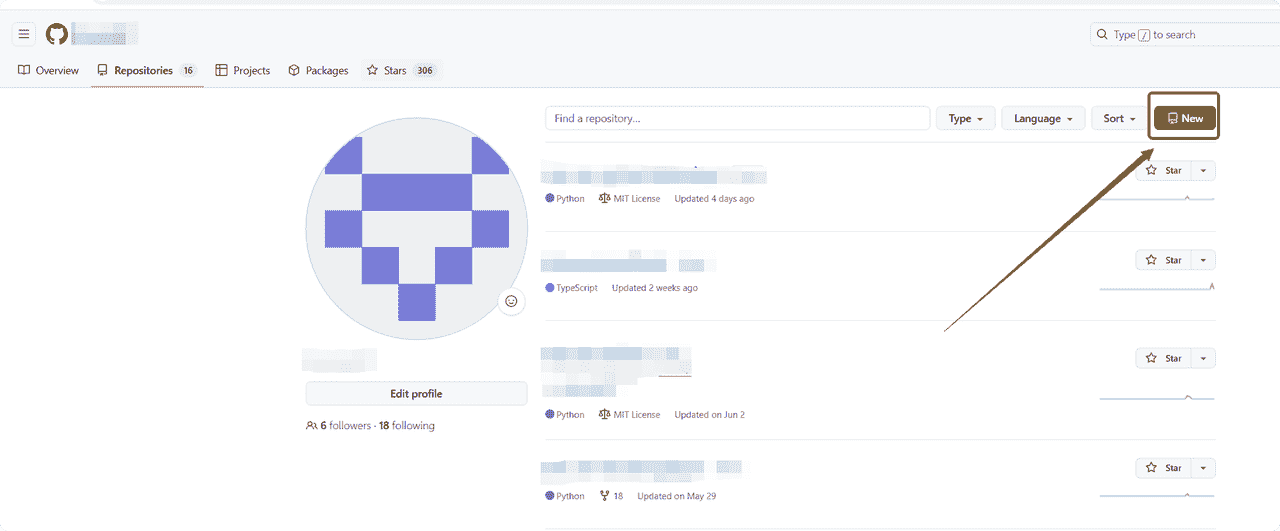 Type / to search
Overview Repositories 16 Projects Packages Stars 306
Find a repository... Type Language Sort New
Star
Python MIT License Updated 4 days ago
Star
TypeScript Updated 2 weeks ago
Star
Python MIT License Updated on Jun 2
Edit profile
6 followers · 18 following
Star
Python 18 Updated on May 29